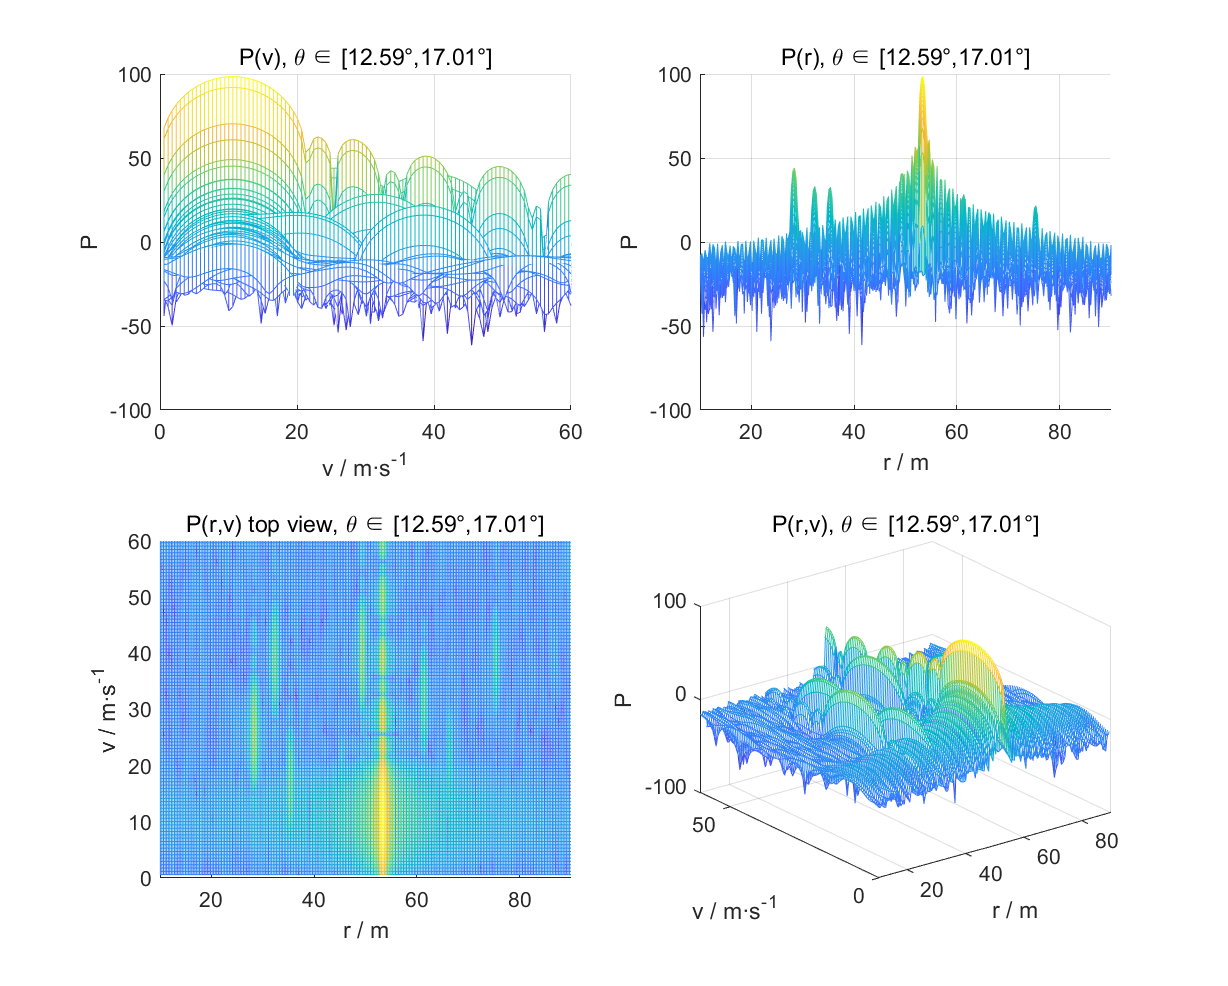 P(v), θ ∈ [12.59°,17.01°]
100
50
0
-50
-100
P
0
20
40
60
v / m·s-1
P(r), θ ∈ [12.59°,17.01°]
100
50
0
-50
-100
P
20
40
60
80
r / m
P(r,v) top view, θ ∈ [12.59°,17.01°]
60
50
40
30
20
10
0
v / m·s-1
20
40
60
80
r / m
P(r,v), θ ∈ [12.59°,17.01°]
100
0
-100
P
50
0
v / m·s-1
20
40
60
80
r / m